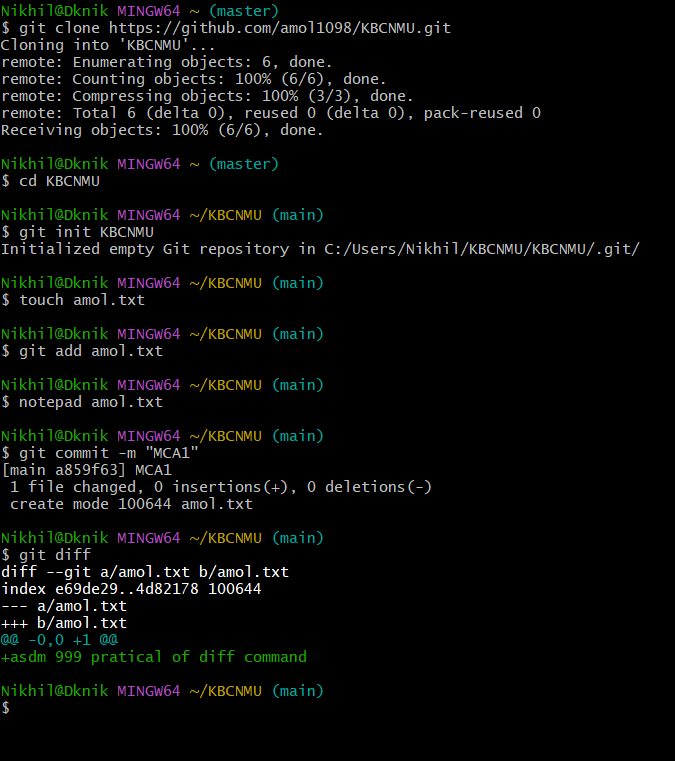 Nikhil@Dknik MINGW64 ~ (master)
$ git clone https://github.com/amol1098/KBCNMU.git
Cloning into 'KBCNMU'...
remote: Enumerating objects: 6, done.
remote: Counting objects: 100% (6/6), done.
remote: Compressing objects: 100% (3/3), done.
remote: Total 6 (delta 0), reused 0 (delta 0), pack-reused 0
Receiving objects: 100% (6/6), done.
Nikhil@Dknik MINGW64 ~ (master)
$ cd KBCNMU
Nikhil@Dknik MINGW64 ~/KBCNMU (main)
$ git init KBCNMU
Initialized empty Git repository in C:/Users/Nikhil/KBCNMU/KBCNMU/.git/
Nikhil@Dknik MINGW64 ~/KBCNMU (main)
$ touch amol.txt
Nikhil@Dknik MINGW64 ~/KBCNMU (main)
$ git add amol.txt
Nikhil@Dknik MINGW64 ~/KBCNMU (main)
$ notepad amol.txt
Nikhil@Dknik MINGW64 ~/KBCNMU (main)
$ git commit -m "MCA1"
[main a859f63] MCA1
 1 file changed, 0 insertions(+), 0 deletions(-)
 create mode 100644 amol.txt
Nikhil@Dknik MINGW64 ~/KBCNMU (main)
$ git diff
diff --git a/amol.txt b/amol.txt
index e69de29..4d82178 100644
--- a/amol.txt
+++ b/amol.txt
@@ -0,0 +1 @@
+asdm 999 pratical of diff command
Nikhil@Dknik MINGW64 ~/KBCNMU (main)
$